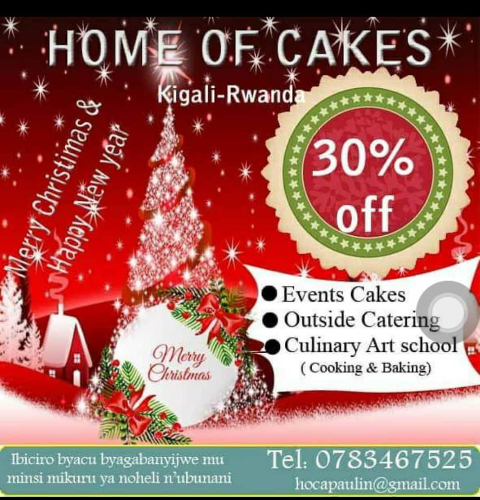 HOME OF CAKES*
Kigali-Rwanda
Merry Christimas &
Happy New year
30%
off
● Events Cakes
● Outside Catering
● Culinary Art school
( Cooking & Baking)
Merry
Christmas
Ibiciro byacu byagabanyijwe mu
minsi mikuru ya noheli n'ubunani
Tel: 0783467525
hocapaulin@gmail.com